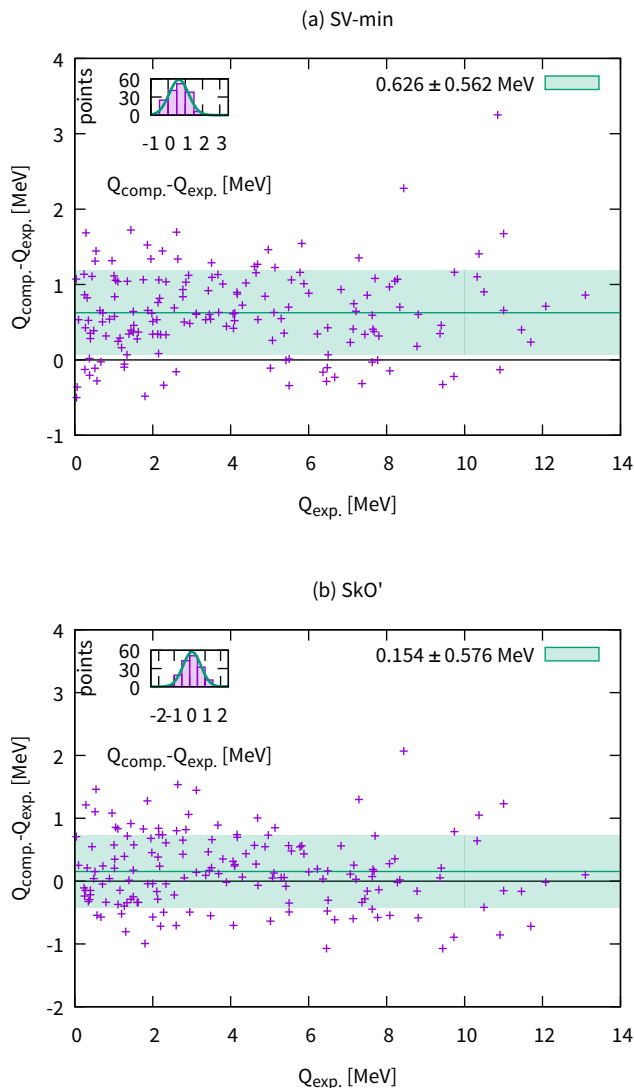 (a) SV-min
4
3
2
1
0
-1
Q_comp.-Q_exp. [MeV]
points
60
30
0
-1 0 1 2 3
Q_comp.-Q_exp. [MeV]
0.626 ± 0.562 MeV
0 2 4 6 8 10 12 14
Q_exp. [MeV]
(b) SkO'
4
3
2
1
0
-1
-2
Q_comp.-Q_exp. [MeV]
points
60
30
0
-2 -1 0 1 2
Q_comp.-Q_exp. [MeV]
0.154 ± 0.576 MeV
0 2 4 6 8 10 12 14
Q_exp. [MeV]